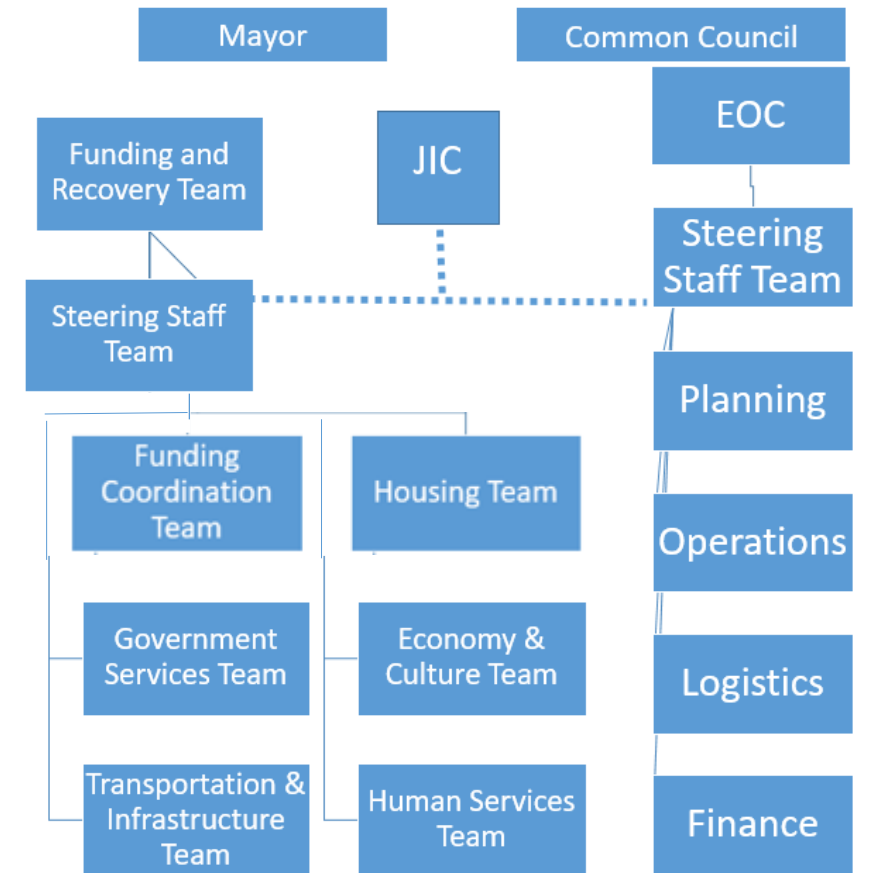 Mayor
Common Council
EOC
Funding and
Recovery Team
JIC
Steering
Staff Team
Steering Staff
Team
Planning
Funding
Coordination
Team
Housing Team
Operations
Government
Services Team
Economy &
Culture Team
Logistics
Transportation &
Infrastructure
Team
Human Services
Team
Finance